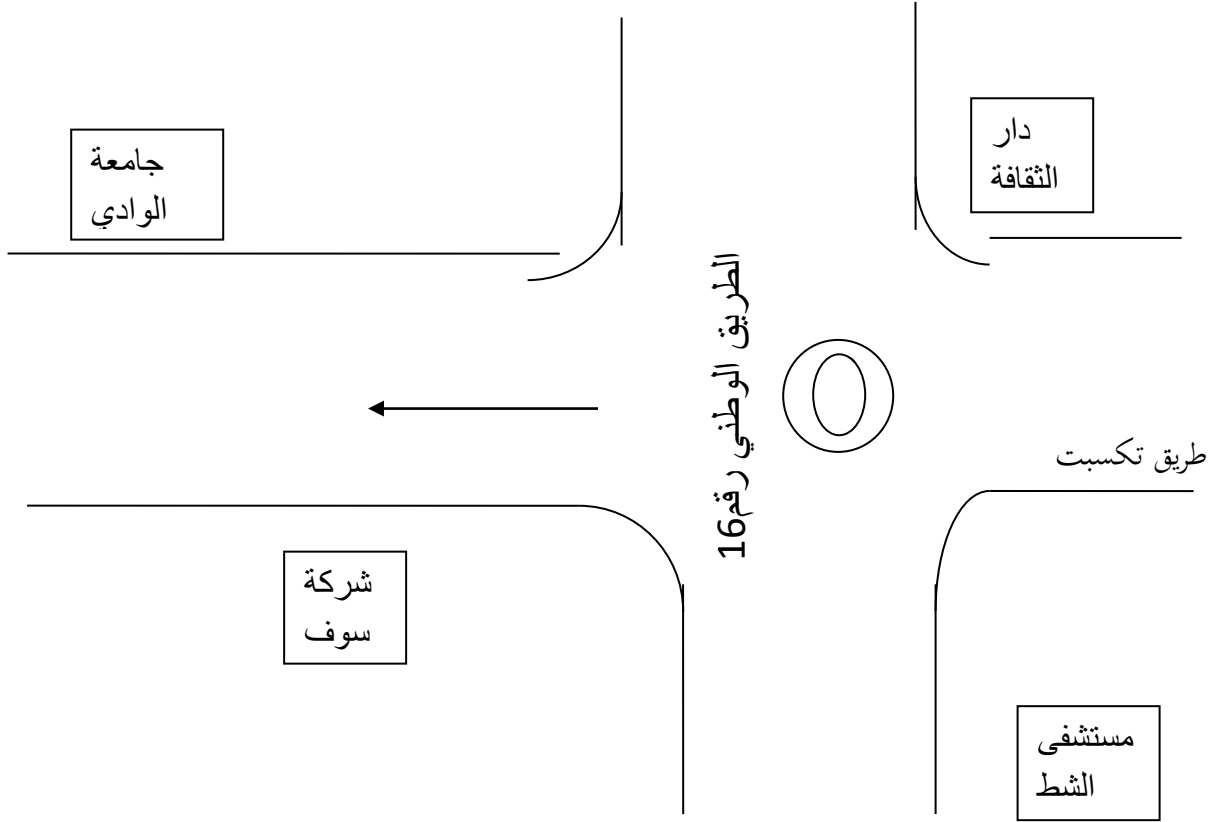 دار
الثقافة
جامعة
الوادي
الطريق الوطني رقم16
طريق تكسبت
شركة
سوف
مستشفى
الشط